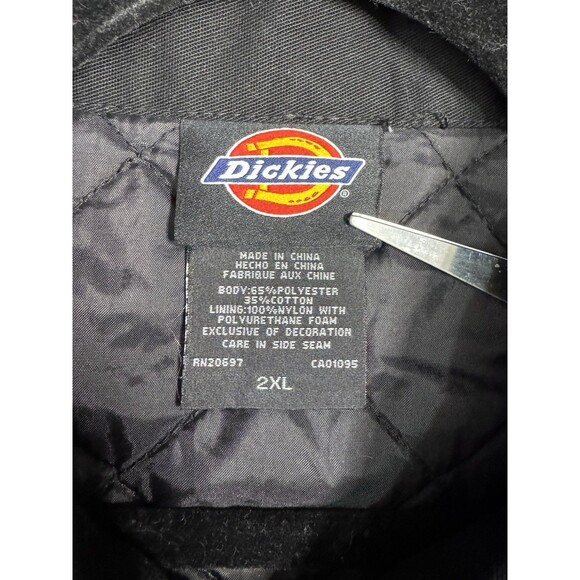 Dickies
®
MADE IN CHINA
HECHO EN CHINA
FABRIQUE AUX CHINE
BODY:65%POLYESTER
35%COTTON
LINING:100%NYLON WITH
POLYURETHANE FOAM
EXCLUSIVE OF DECORATION
CARE IN SIDE SEAM
RN20697 CA01095
2XL